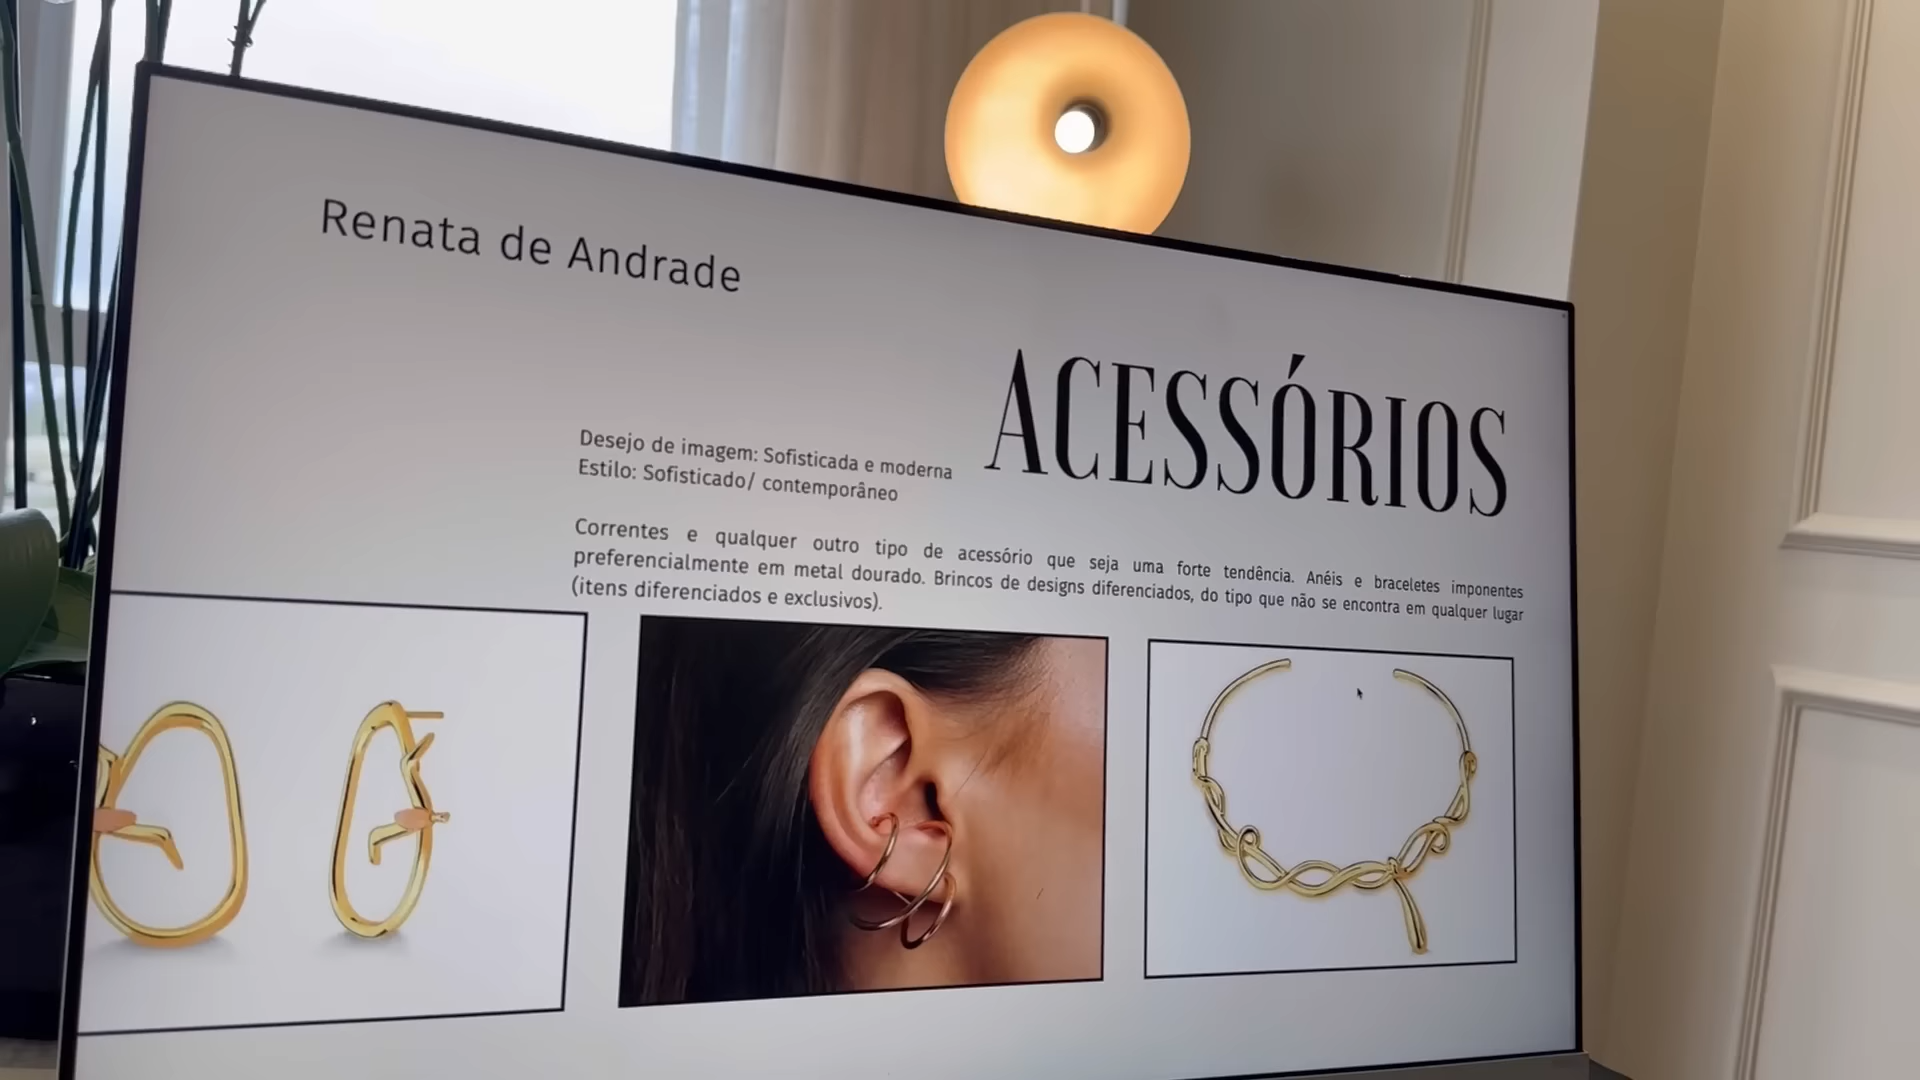 Renata de Andrade
ACESSÓRIOS
Desejo de imagem: Sofisticada e moderna
Estilo: Sofisticado/ contemporâneo
Correntes e qualquer outro tipo de acessório que seja uma forte tendência. Anéis e braceletes imponentes
preferencialmente em metal dourado. Brincos de designs diferenciados, do tipo que não se encontra em qualquer lugar
(itens diferenciados e exclusivos).